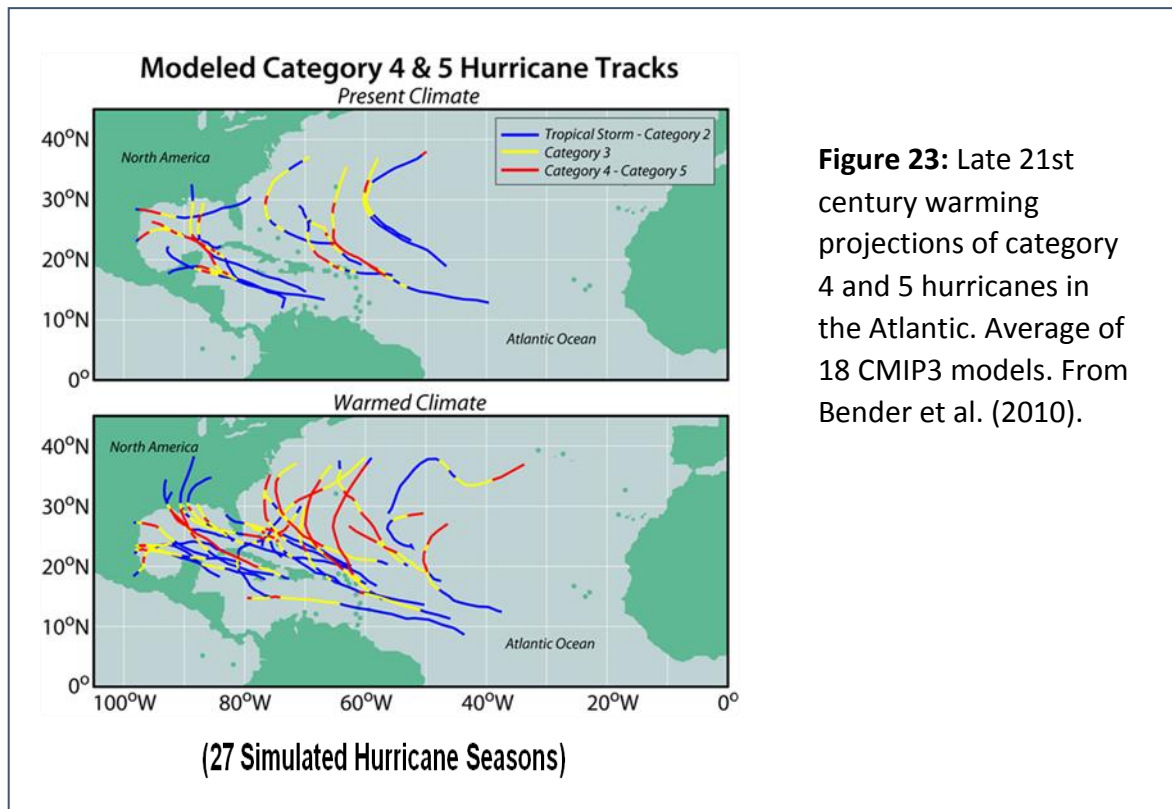 Modeled Category 4 & 5 Hurricane Tracks
Present Climate
40°N
30°N
20°N
10°N
0°
North America
Tropical Storm - Category 2
Category 3
Category 4 - Category 5
Atlantic Ocean
Warmed Climate
40°N
30°N
20°N
10°N
0°
North America
Atlantic Ocean
100°W 80°W 60°W 40°W 20°W 0°
(27 Simulated Hurricane Seasons)
Figure 23: Late 21st
century warming
projections of category
4 and 5 hurricanes in
the Atlantic. Average of
18 CMIP3 models. From
Bender et al. (2010).